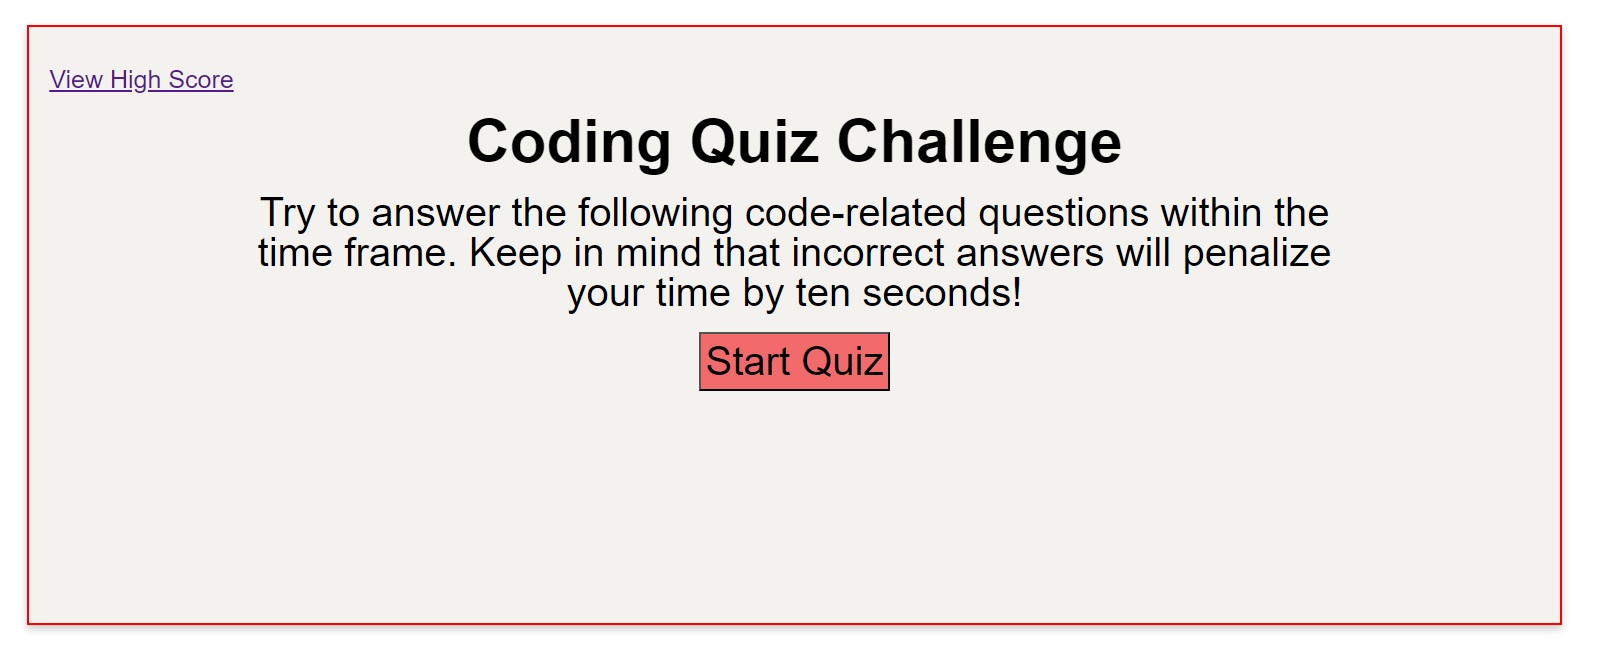 View High Score
Coding Quiz Challenge
Try to answer the following code-related questions within the
time frame. Keep in mind that incorrect answers will penalize
your time by ten seconds!
Start Quiz